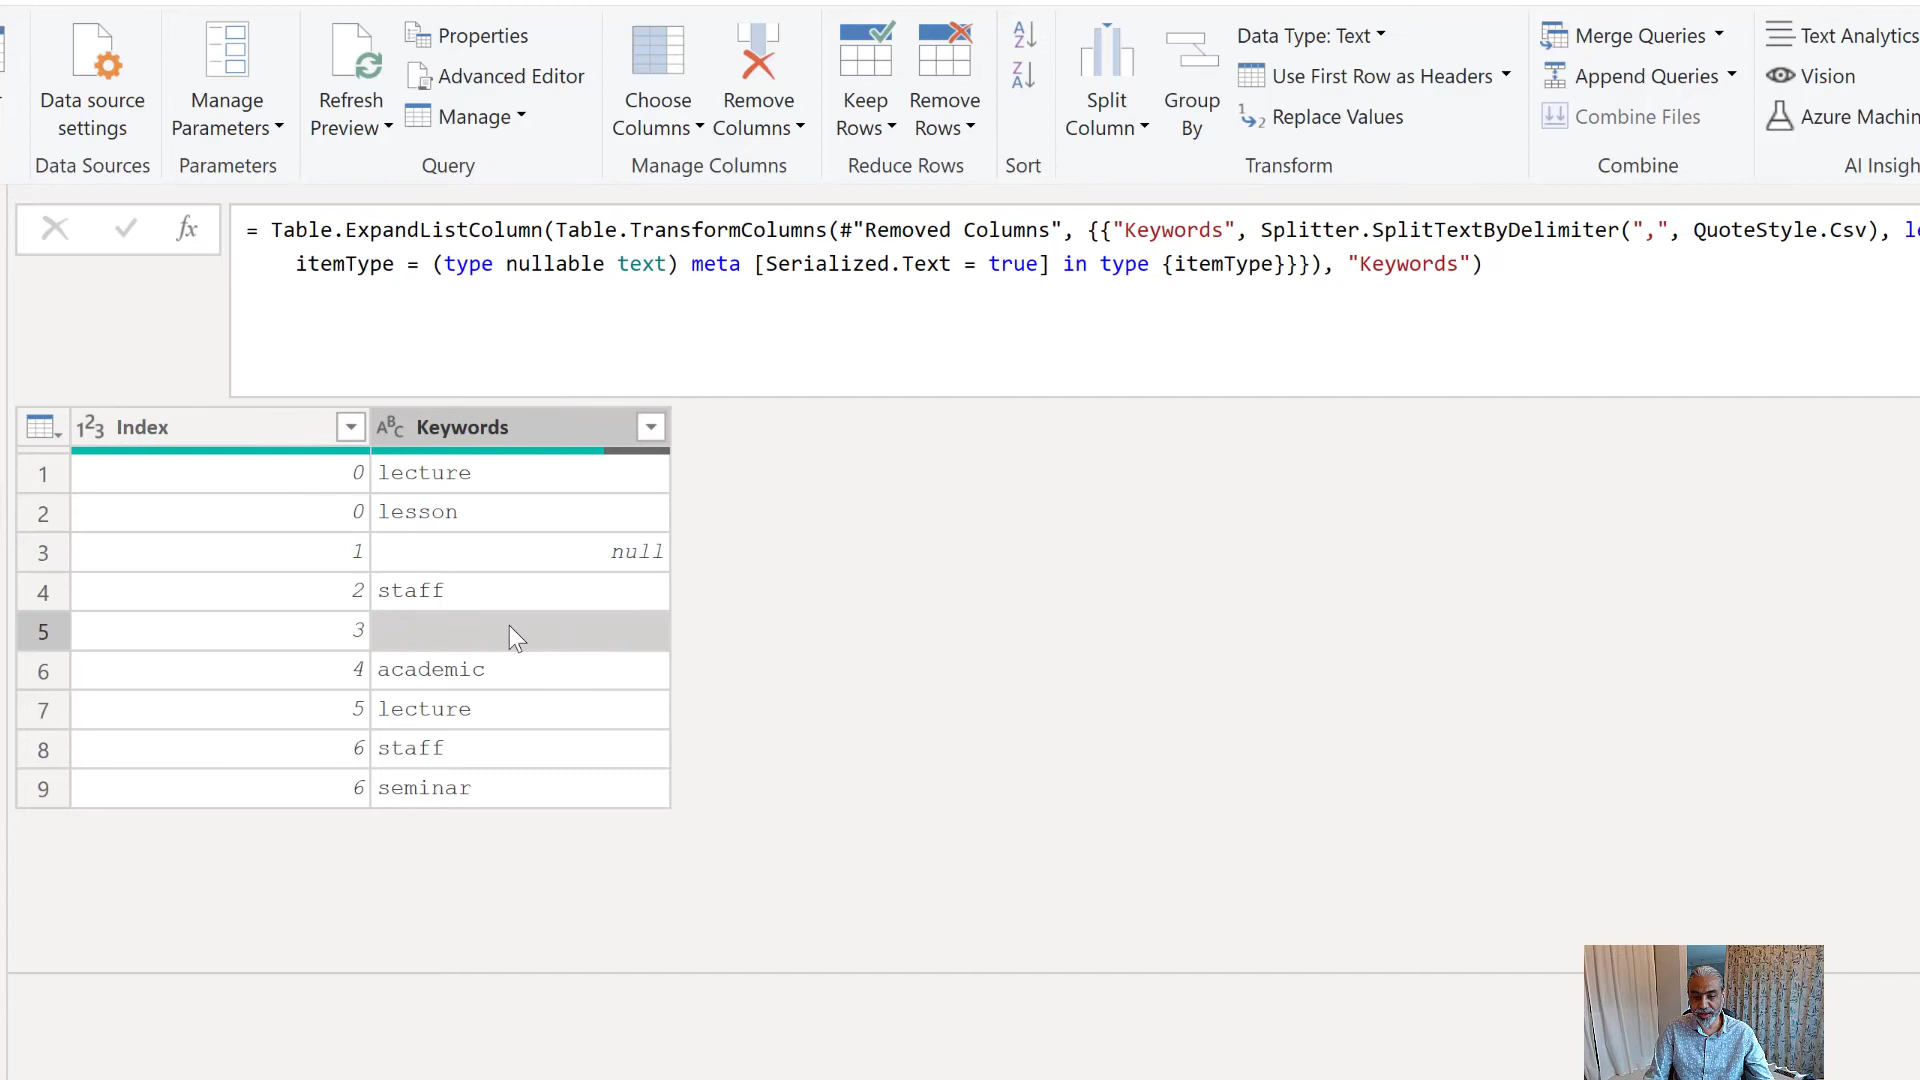 Data source settings
Data Sources
Manage Parameters
Parameters
Refresh Preview
Properties
Advanced Editor
Manage
Query
Choose Columns
Remove Columns
Manage Columns
Keep Rows
Remove Rows
Reduce Rows
A Z
Z A
Sort
Split Column
Group By
Data Type: Text
Use First Row as Headers
1 2 Replace Values
Transform
Merge Queries
Append Queries
Combine Files
Combine
Text Analytics
Vision
Azure Machin
AI Insigh
fx
= Table.ExpandListColumn(Table.TransformColumns(#"Removed Columns", {{"Keywords", Splitter.SplitTextByDelimiter(",", QuoteStyle.Csv), le
itemType = (type nullable text) meta [Serialized.Text = true] in type {itemType}}}), "Keywords")
123 Index ABC Keywords
1 0 lecture
2 0 lesson
3 1 null
4 2 staff
5 3
6 4 academic
7 5 lecture
8 6 staff
9 6 seminar